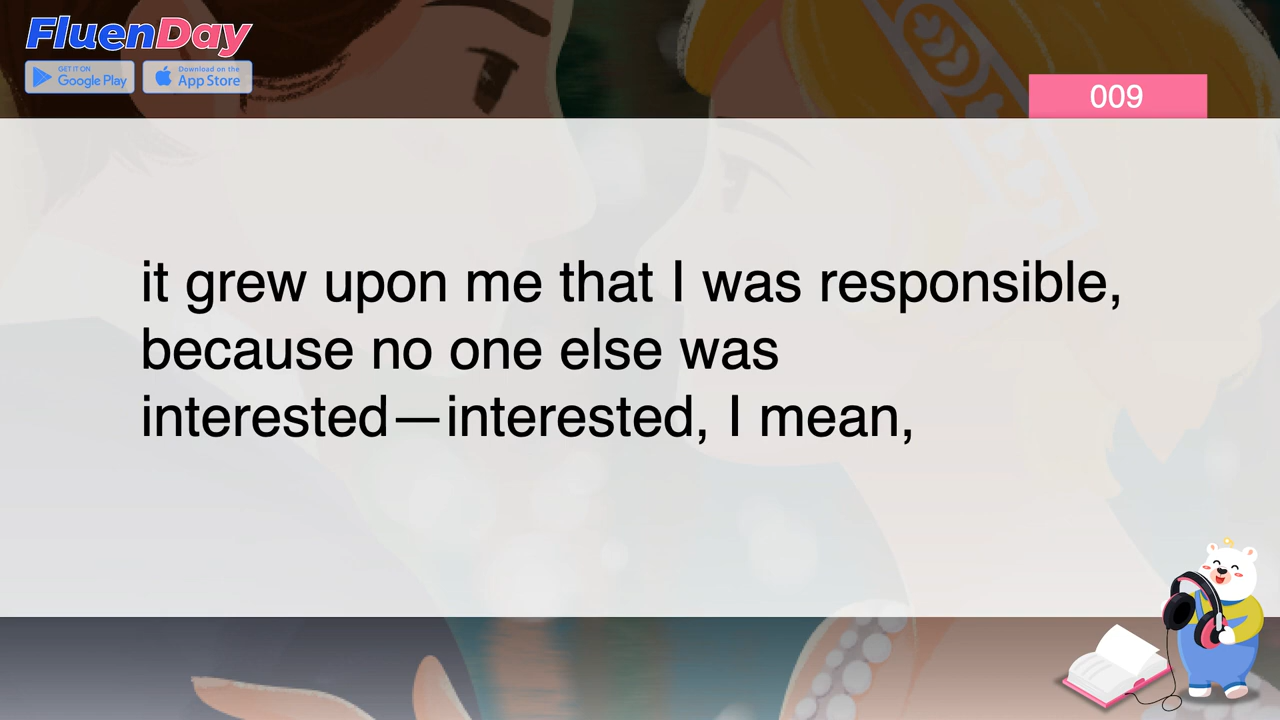 FluenDay
GET IT ON
Google Play
Download on the
App Store
009
it grew upon me that I was responsible,
because no one else was
interested—interested, I mean,